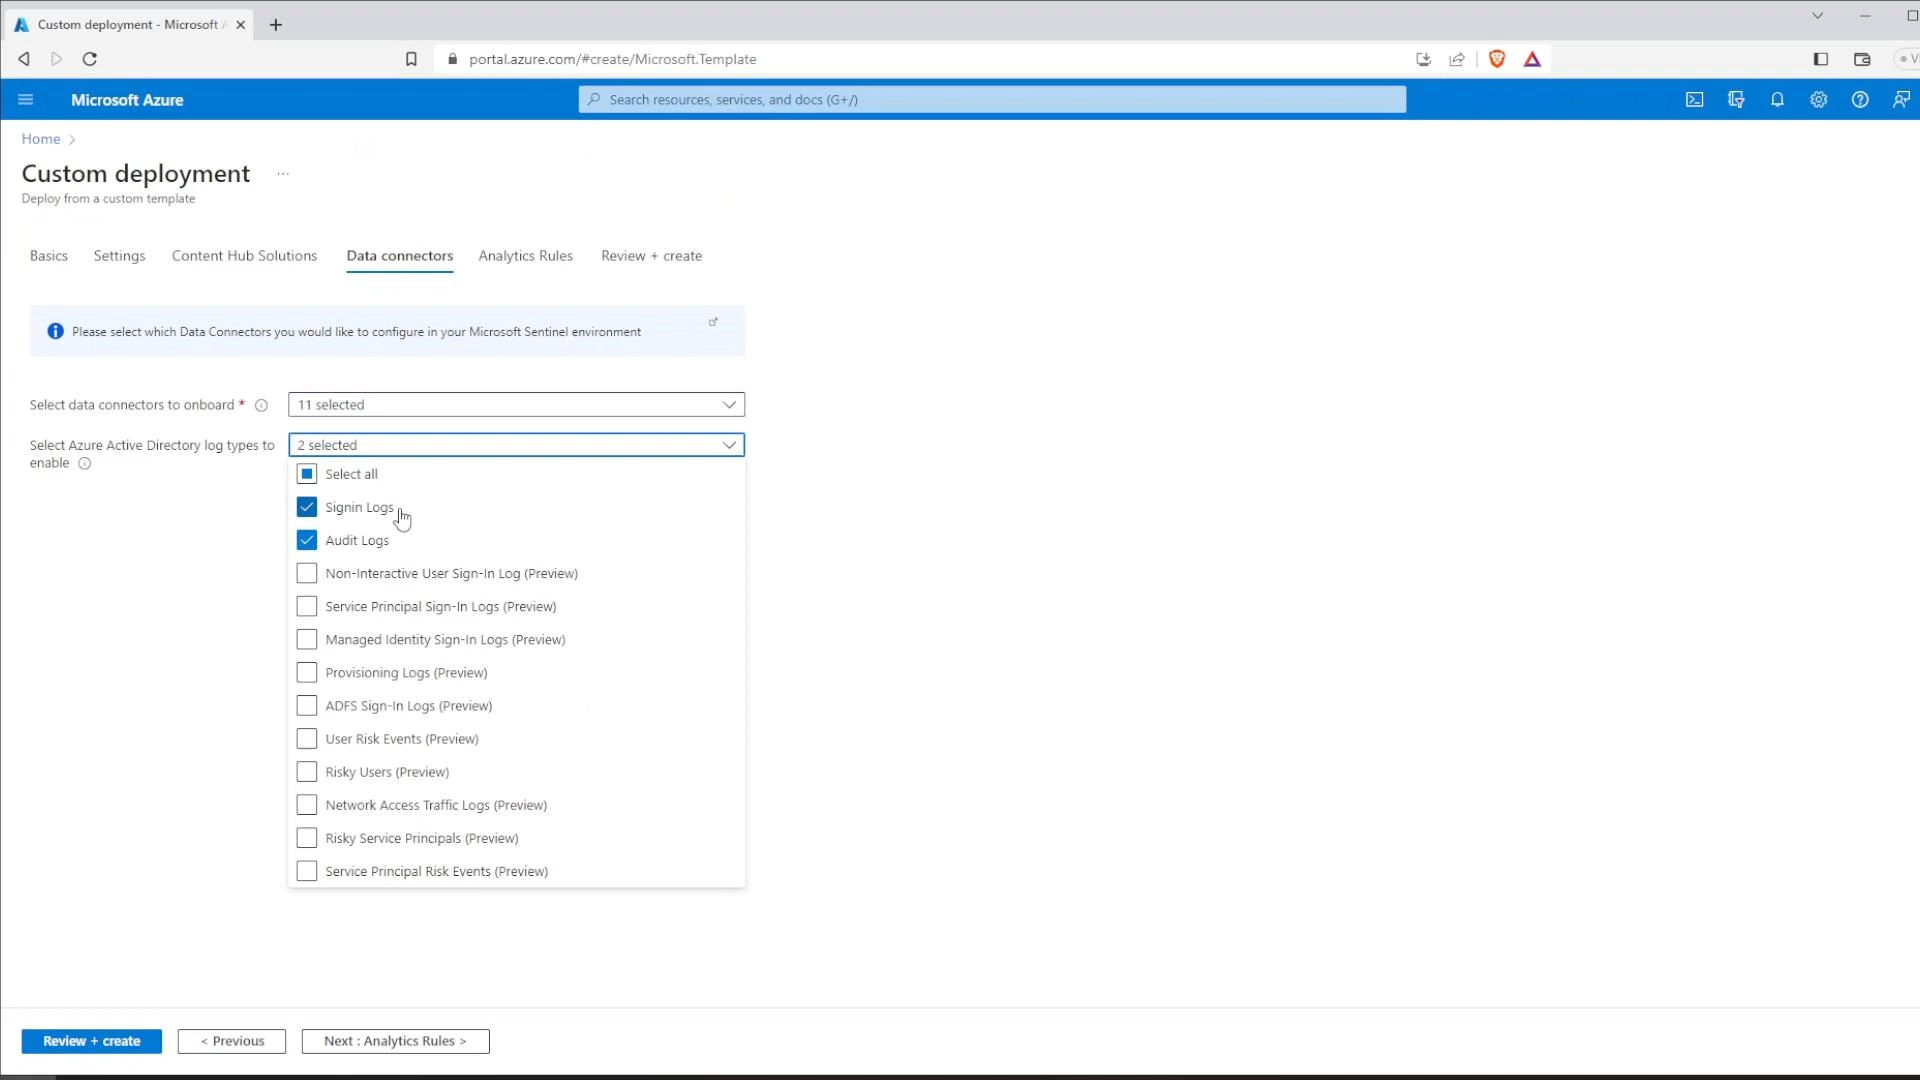 Custom deployment - Microsoft
portal.azure.com/#create/Microsoft.Template
Microsoft Azure
Search resources, services, and docs (G+/)
Home
Custom deployment ...
Deploy from a custom template
Basics Settings Content Hub Solutions Data connectors Analytics Rules Review + create
Please select which Data Connectors you would like to configure in your Microsoft Sentinel environment
Select data connectors to onboard * 11 selected
Select Azure Active Directory log types to 2 selected
enable
Select all
Signin Logs
Audit Logs
Non-Interactive User Sign-In Log (Preview)
Service Principal Sign-In Logs (Preview)
Managed Identity Sign-In Logs (Preview)
Provisioning Logs (Preview)
ADFS Sign-In Logs (Preview)
User Risk Events (Preview)
Risky Users (Preview)
Network Access Traffic Logs (Preview)
Risky Service Principals (Preview)
Service Principal Risk Events (Preview)
Review + create < Previous Next : Analytics Rules >